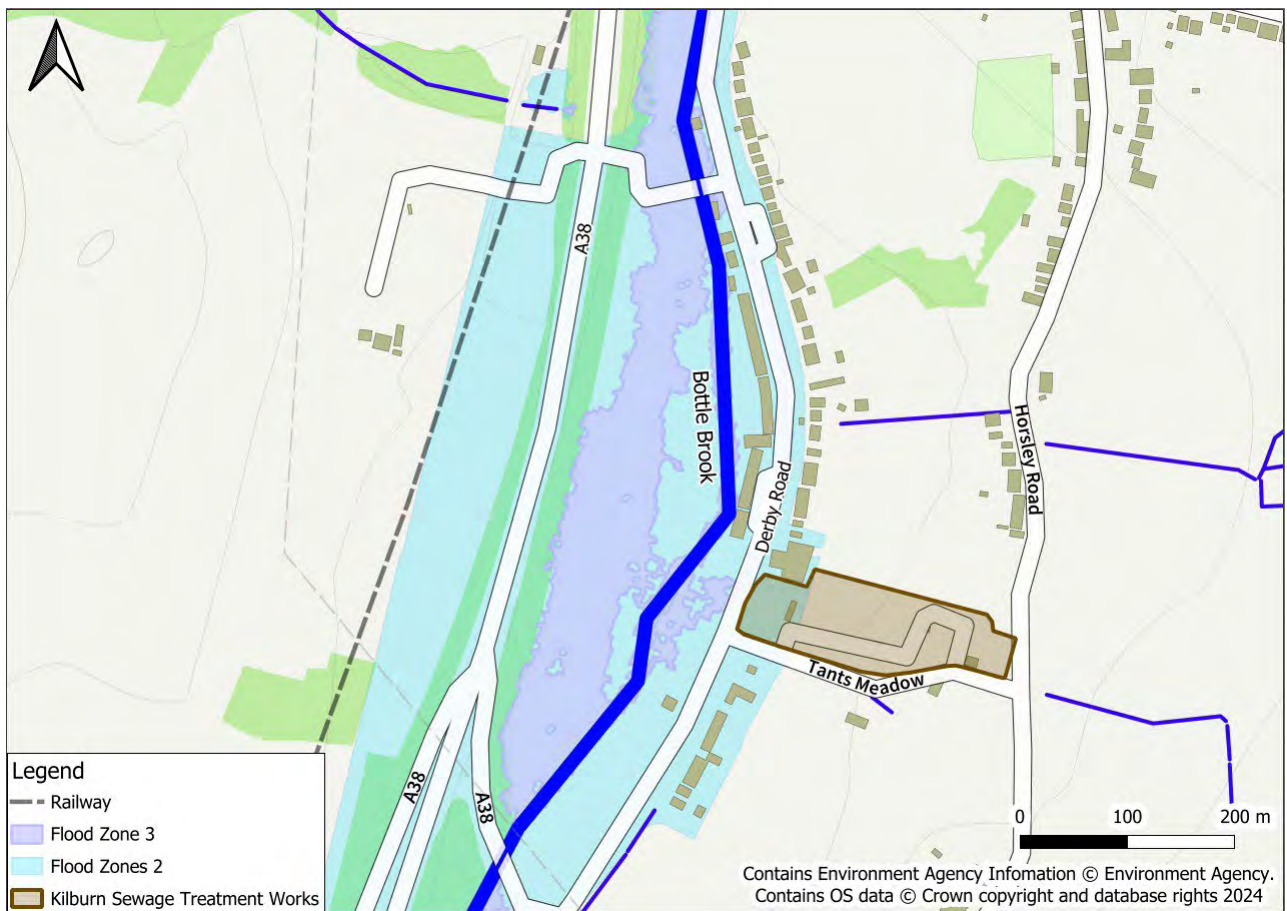 A38
Bottle Brook
Derby Road
Horsley Road
Tants Meadow
A38
A38
Legend
Railway
Flood Zone 3
Flood Zones 2
Kilburn Sewage Treatment Works
0 100 200 m
Contains Environment Agency Infomation © Environment Agency.
Contains OS data © Crown copyright and database rights 2024